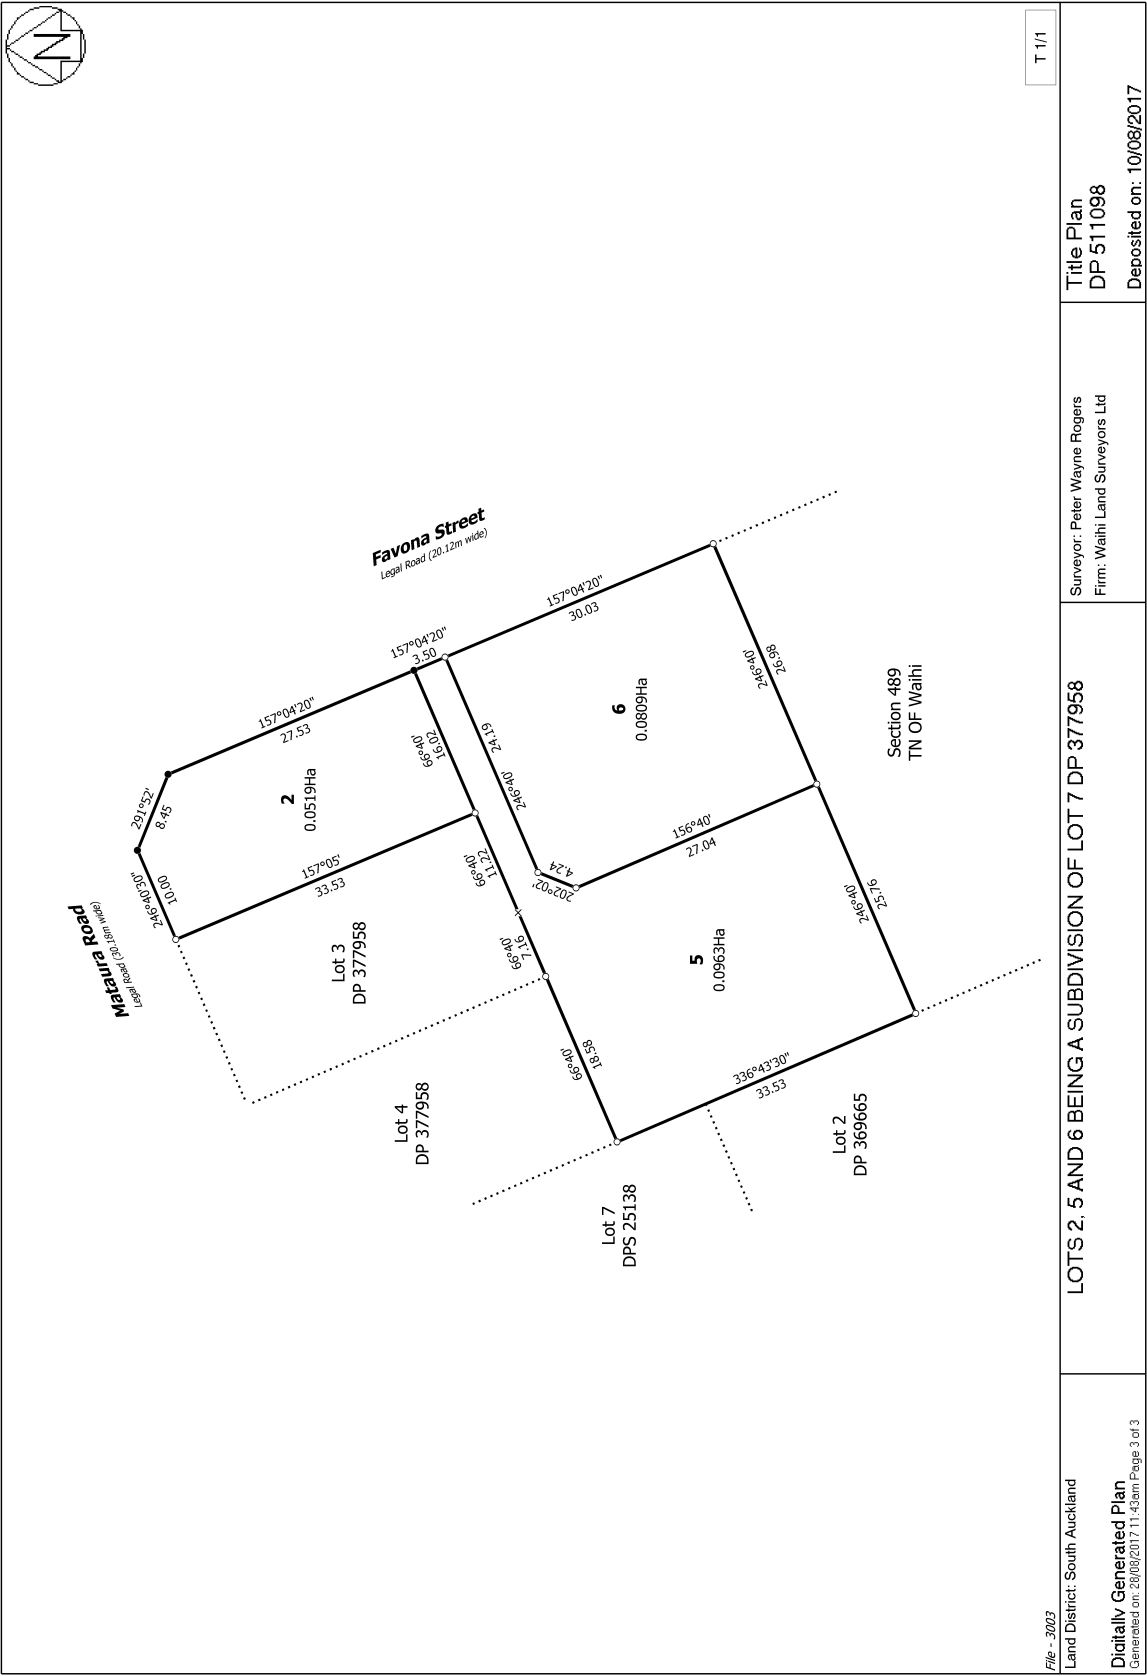 N
T 1/1
Mataura Road
Legal Road (30.18m wide)
246°40'30"
10.00
291°52'
8.45
157°04'20"
27.53
2
0.0519Ha
157°05'
33.53
Lot 3
DP 377958
Favona Street
Legal Road (20.12m wide)
157°04'20"
3.50
66°40'
16.02
66°40'
11.22
66°40'
7.16
66°40'
18.58
246°40'
24.19
202°02'
4.24
157°04'20"
30.03
6
0.0809Ha
156°40'
27.04
246°40'
26.98
5
0.0963Ha
246°40'
25.76
336°43'30"
33.53
Lot 4
DP 377958
Lot 7
DPS 25138
Lot 2
DP 369665
Section 489
TN OF Waihi
File - 3003
Land District: South Auckland
Digitally Generated Plan
Generated on: 28/08/2017 11:43am Page 3 of 3
LOTS 2, 5 AND 6 BEING A SUBDIVISION OF LOT 7 DP 377958
Surveyor: Peter Wayne Rogers
Firm: Waihi Land Surveyors Ltd
Title Plan
DP 511098
Deposited on: 10/08/2017